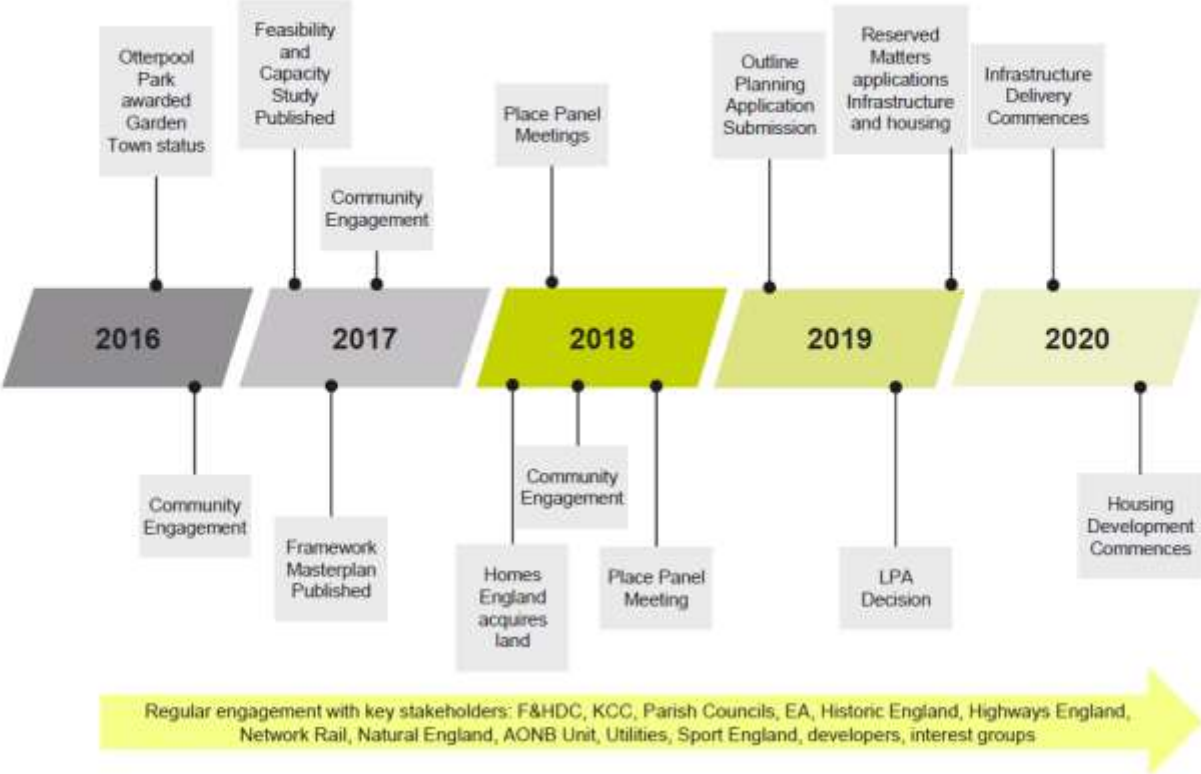 Otterpool
Park
awarded
Garden
Town status
Feasibility
and
Capacity
Study
Published
Community
Engagement
Place Panel
Meetings
Outline
Planning
Application
Submission
Reserved
Matters
applications
Infrastructure
and housing
Infrastructure
Delivery
Commences
2016
2017
2018
2019
2020
Community
Engagement
Framework
Masterplan
Published
Homes
England
acquires
land
Community
Engagement
Place Panel
Meeting
LPA
Decision
Housing
Development
Commences
Regular engagement with key stakeholders: F&HDC, KCC, Parish Councils, EA, Historic England, Highways England,
Network Rail, Natural England, AONB Unit, Utilities, Sport England, developers, interest groups